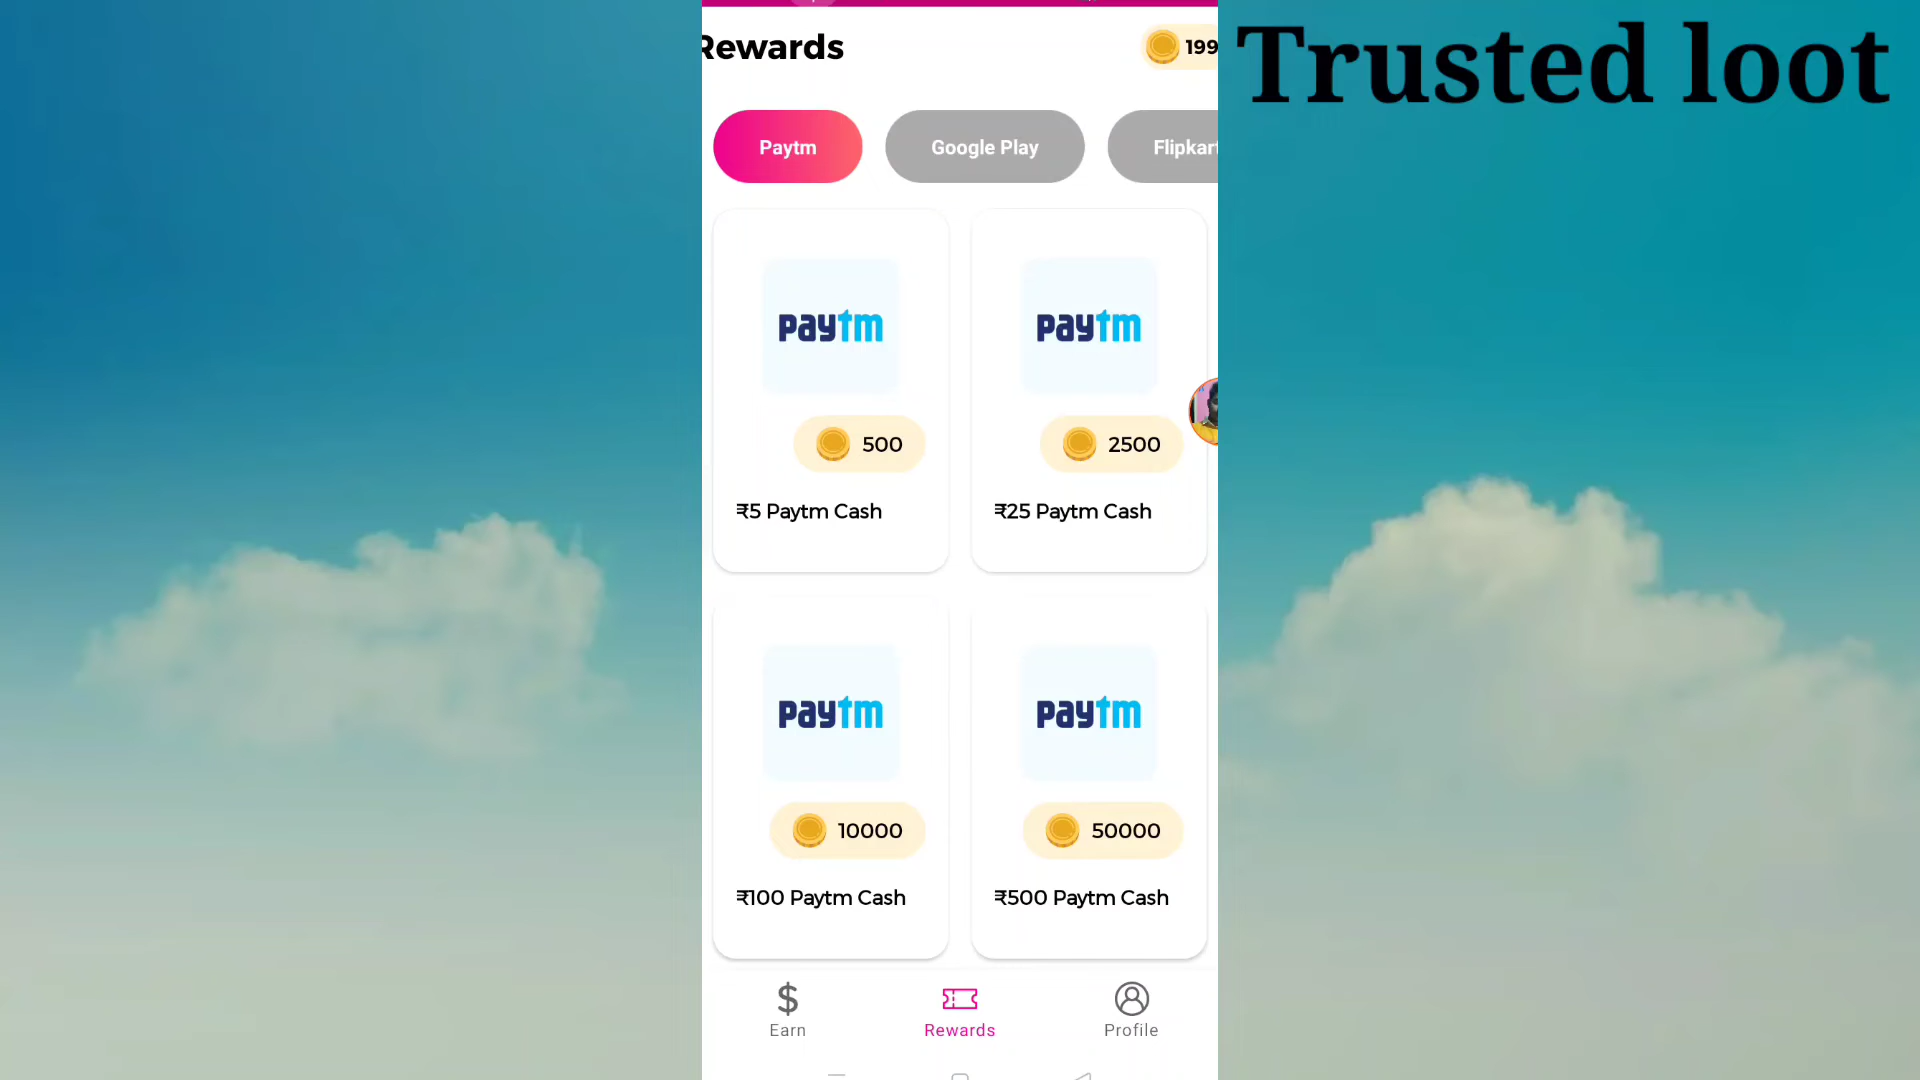 Rewards
199
Trusted loot
Paytm
Google Play
Flipkart
paytm
paytm
500
2500
₹5 Paytm Cash
₹25 Paytm Cash
paytm
paytm
10000
50000
₹100 Paytm Cash
₹500 Paytm Cash
Earn
Rewards
Profile